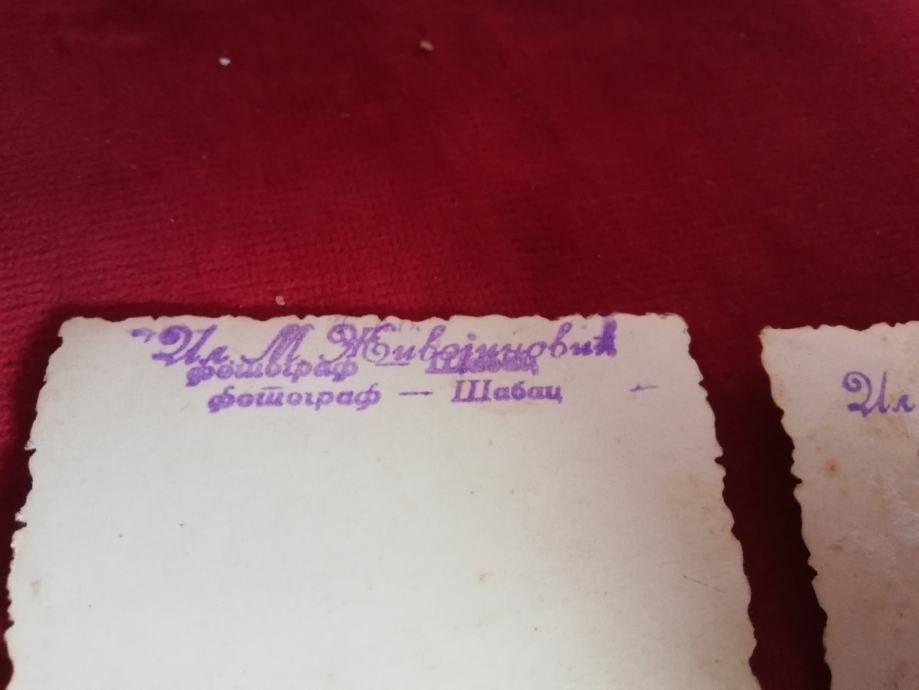 Ил. М Живојиновић
фотограф — Шабац
фотограф — Шабац
Ил